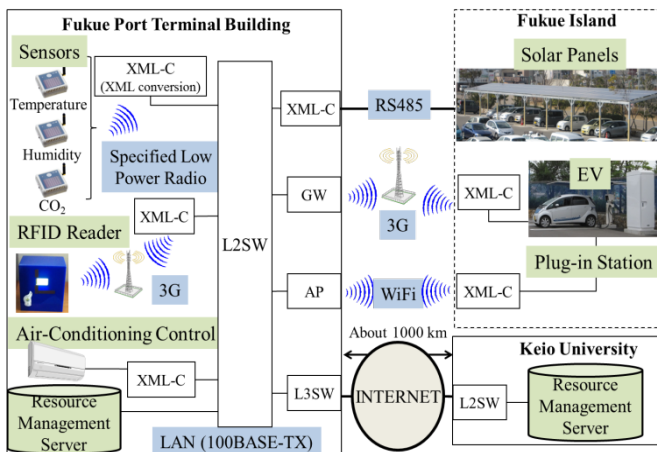 Fukue Port Terminal Building
Sensors
Temperature
Humidity
CO2
XML-C
(XML conversion)
Specified Low
Power Radio
RFID Reader
XML-C
3G
Air-Conditioning Control
XML-C
Resource
Management
Server
L2SW
LAN (100BASE-TX)
XML-C
GW
AP
L3SW
RS485
3G
WiFi
About 1000 km
INTERNET
Fukue Island
Solar Panels
EV
XML-C
Plug-in Station
XML-C
Keio University
L2SW
Resource
Management
Server